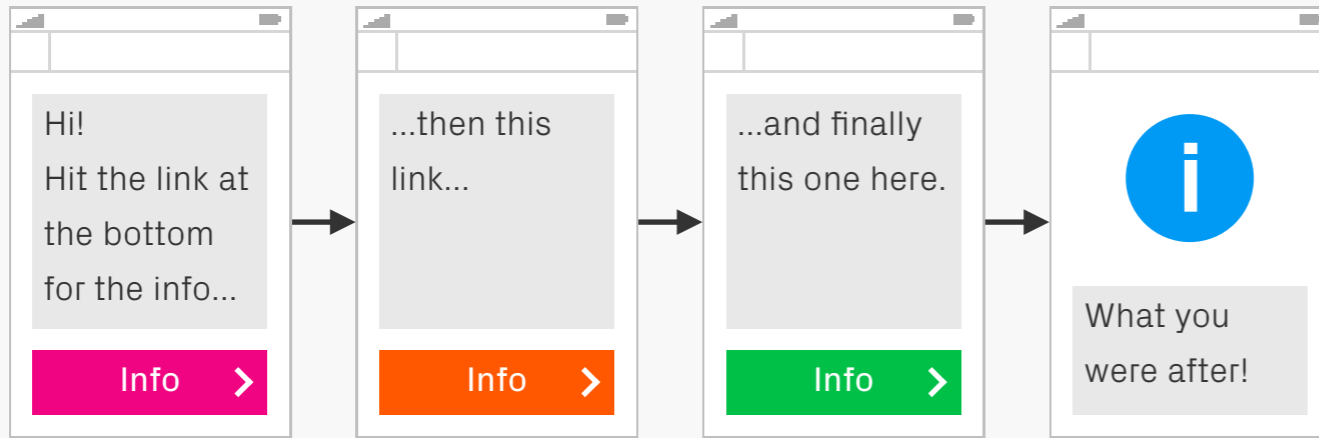 Hi!
Hit the link at
the bottom
for the info...
Info
...then this
link...
Info
...and finally
this one here.
Info
i
What you
were after!